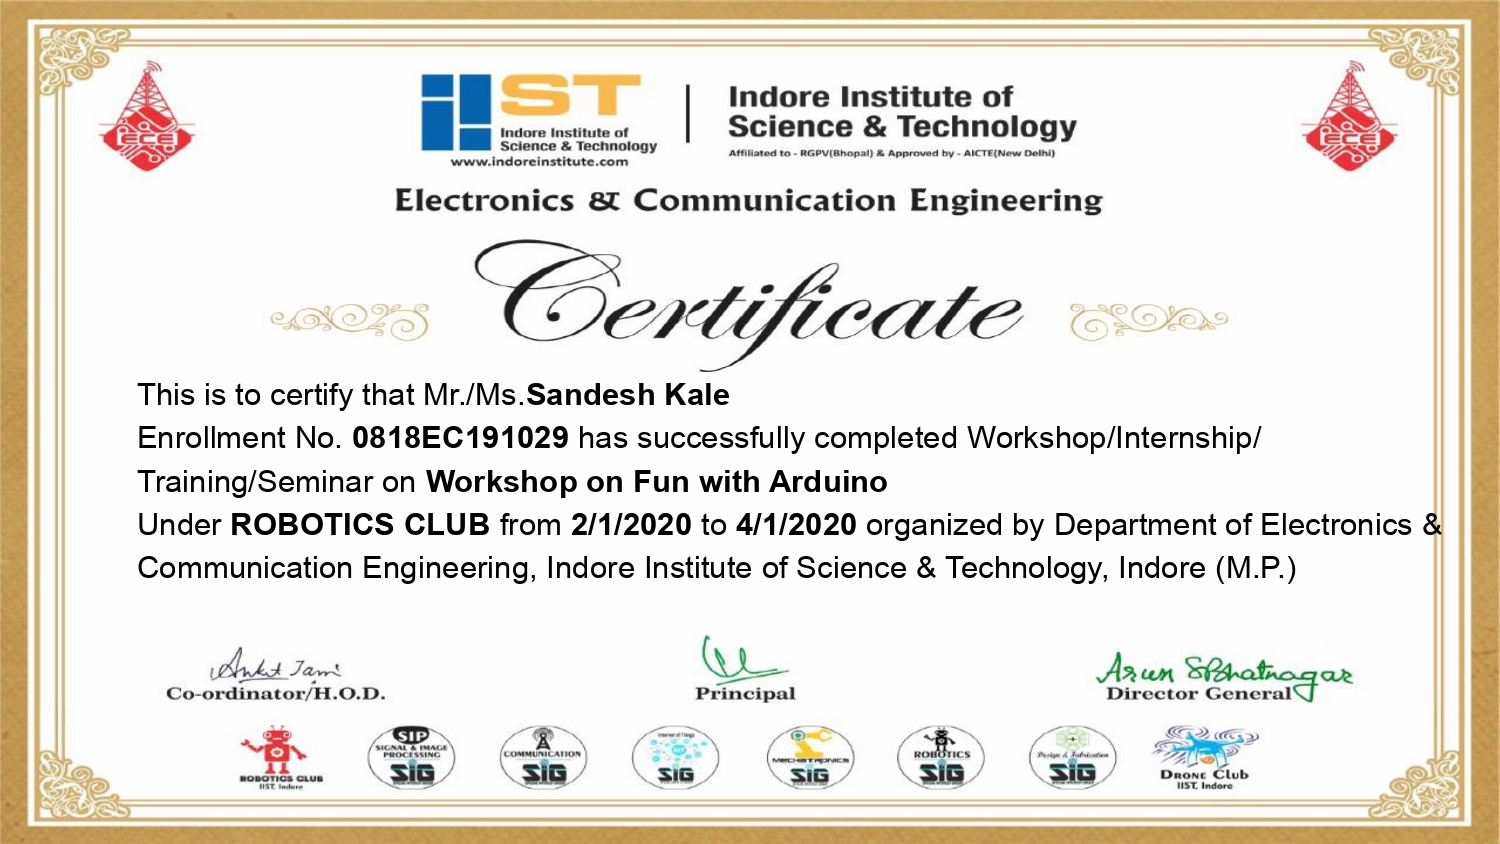 ECE
IIST
Indore Institute of
Science & Technology
www.indoreinstitute.com
Indore Institute of
Science & Technology
Affiliated to - RGPV(Bhopal) & Approved by - AICTE(New Delhi)
ECE
Electronics & Communication Engineering
Certificate
This is to certify that Mr./Ms.Sandesh Kale
Enrollment No. 0818EC191029 has successfully completed Workshop/Internship/
Training/Seminar on Workshop on Fun with Arduino
Under ROBOTICS CLUB from 2/1/2020 to 4/1/2020 organized by Department of Electronics &
Communication Engineering, Indore Institute of Science & Technology, Indore (M.P.)
Co-ordinator/H.O.D.
Principal
Arun S Bhatnagar
Director General
ROBOTICS CLUB
IIST, Indore
SIP
SIGNAL & IMAGE
PROCESSING
SIG
COMMUNICATION
SIG
Internet of Things
SIG
MECHATRONICS
SIG
ROBOTICS
SIG
Design & Fabrication
SIG
DRONE CLUB
IIST, Indore